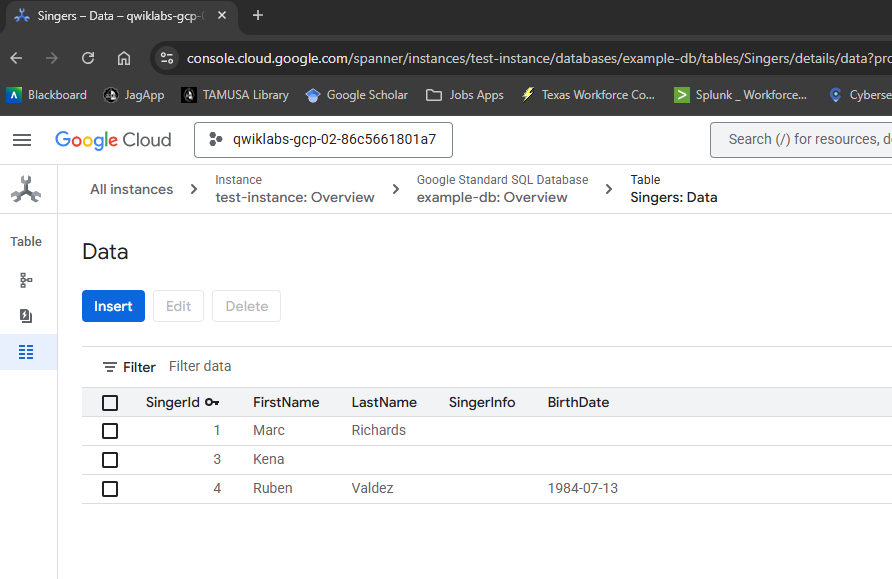 Singers – Data – qwiklabs-gcp-0
console.cloud.google.com/spanner/instances/test-instance/databases/example-db/tables/Singers/details/data?pro
Blackboard JagApp TAMUSA Library Google Scholar Jobs Apps Texas Workforce Co... Splunk _ Workforce... Cyberse
Google Cloud qwiklabs-gcp-02-86c5661801a7 Search (/) for resources, d
All instances
Instance
test-instance: Overview
Google Standard SQL Database
example-db: Overview
Table
Singers: Data
Table
Data
Insert Edit Delete
Filter Filter data
SingerId FirstName LastName SingerInfo BirthDate
1 Marc Richards
3 Kena
4 Ruben Valdez 1984-07-13